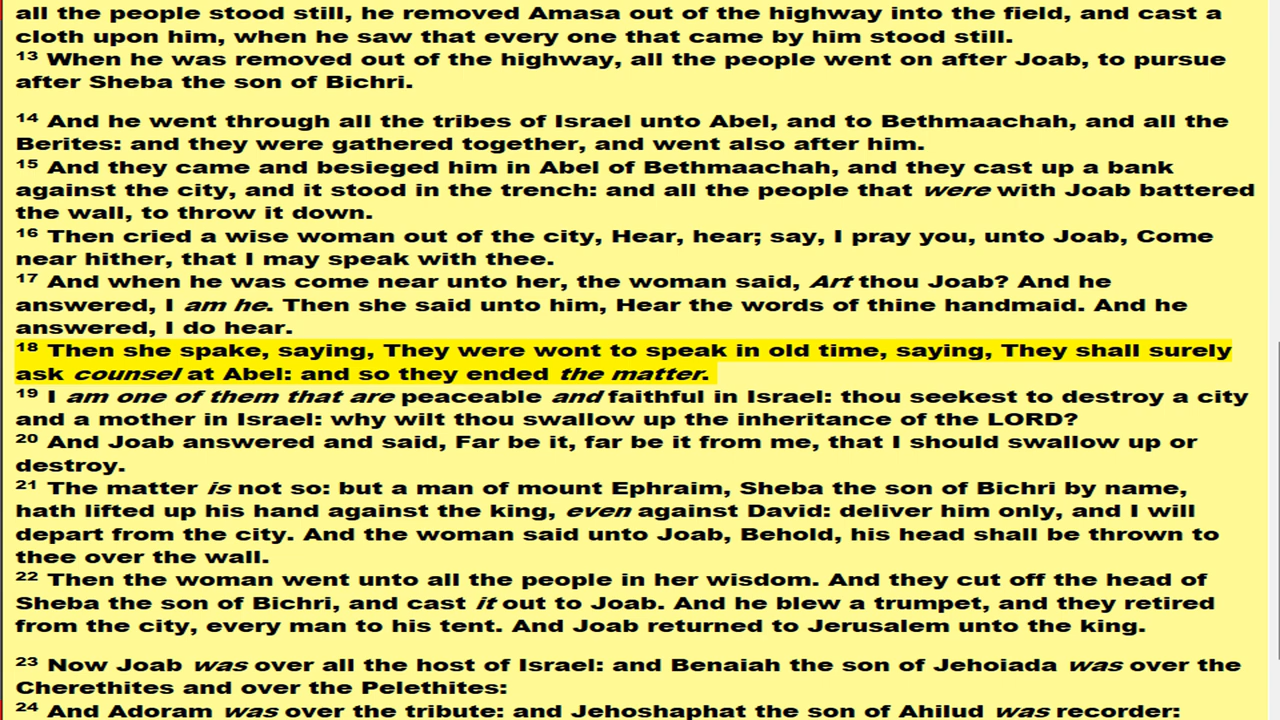 all the people stood still, he removed Amasa out of the highway into the field, and cast a
cloth upon him, when he saw that every one that came by him stood still.
13 When he was removed out of the highway, all the people went on after Joab, to pursue
after Sheba the son of Bichri.
14 And he went through all the tribes of Israel unto Abel, and to Bethmaachah, and all the
Berites: and they were gathered together, and went also after him.
15 And they came and besieged him in Abel of Bethmaachah, and they cast up a bank
against the city, and it stood in the trench: and all the people that were with Joab battered
the wall, to throw it down.
16 Then cried a wise woman out of the city, Hear, hear; say, I pray you, unto Joab, Come
near hither, that I may speak with thee.
17 And when he was come near unto her, the woman said, Art thou Joab? And he
answered, I am he. Then she said unto him, Hear the words of thine handmaid. And he
answered, I do hear.
18 Then she spake, saying, They were wont to speak in old time, saying, They shall surely
ask counsel at Abel: and so they ended the matter.
19 I am one of them that are peaceable and faithful in Israel: thou seekest to destroy a city
and a mother in Israel: why wilt thou swallow up the inheritance of the LORD?
20 And Joab answered and said, Far be it, far be it from me, that I should swallow up or
destroy.
21 The matter is not so: but a man of mount Ephraim, Sheba the son of Bichri by name,
hath lifted up his hand against the king, even against David: deliver him only, and I will
depart from the city. And the woman said unto Joab, Behold, his head shall be thrown to
thee over the wall.
22 Then the woman went unto all the people in her wisdom. And they cut off the head of
Sheba the son of Bichri, and cast it out to Joab. And he blew a trumpet, and they retired
from the city, every man to his tent. And Joab returned to Jerusalem unto the king.
23 Now Joab was over all the host of Israel: and Benaiah the son of Jehoiada was over the
Cherethites and over the Pelethites:
24 And Adoram was over the tribute: and Jehoshaphat the son of Ahilud was recorder: